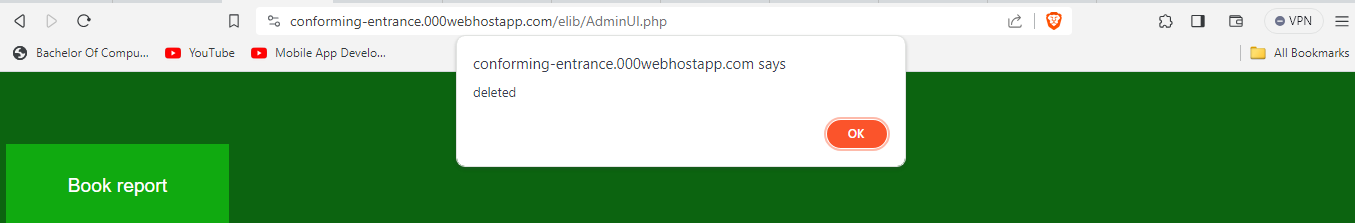 conforming-entrance.000webhostapp.com/elib/AdminUI.php
VPN
Bachelor Of Compu...
YouTube
Mobile App Develo...
All Bookmarks
conforming-entrance.000webhostapp.com says
deleted
OK
Book report